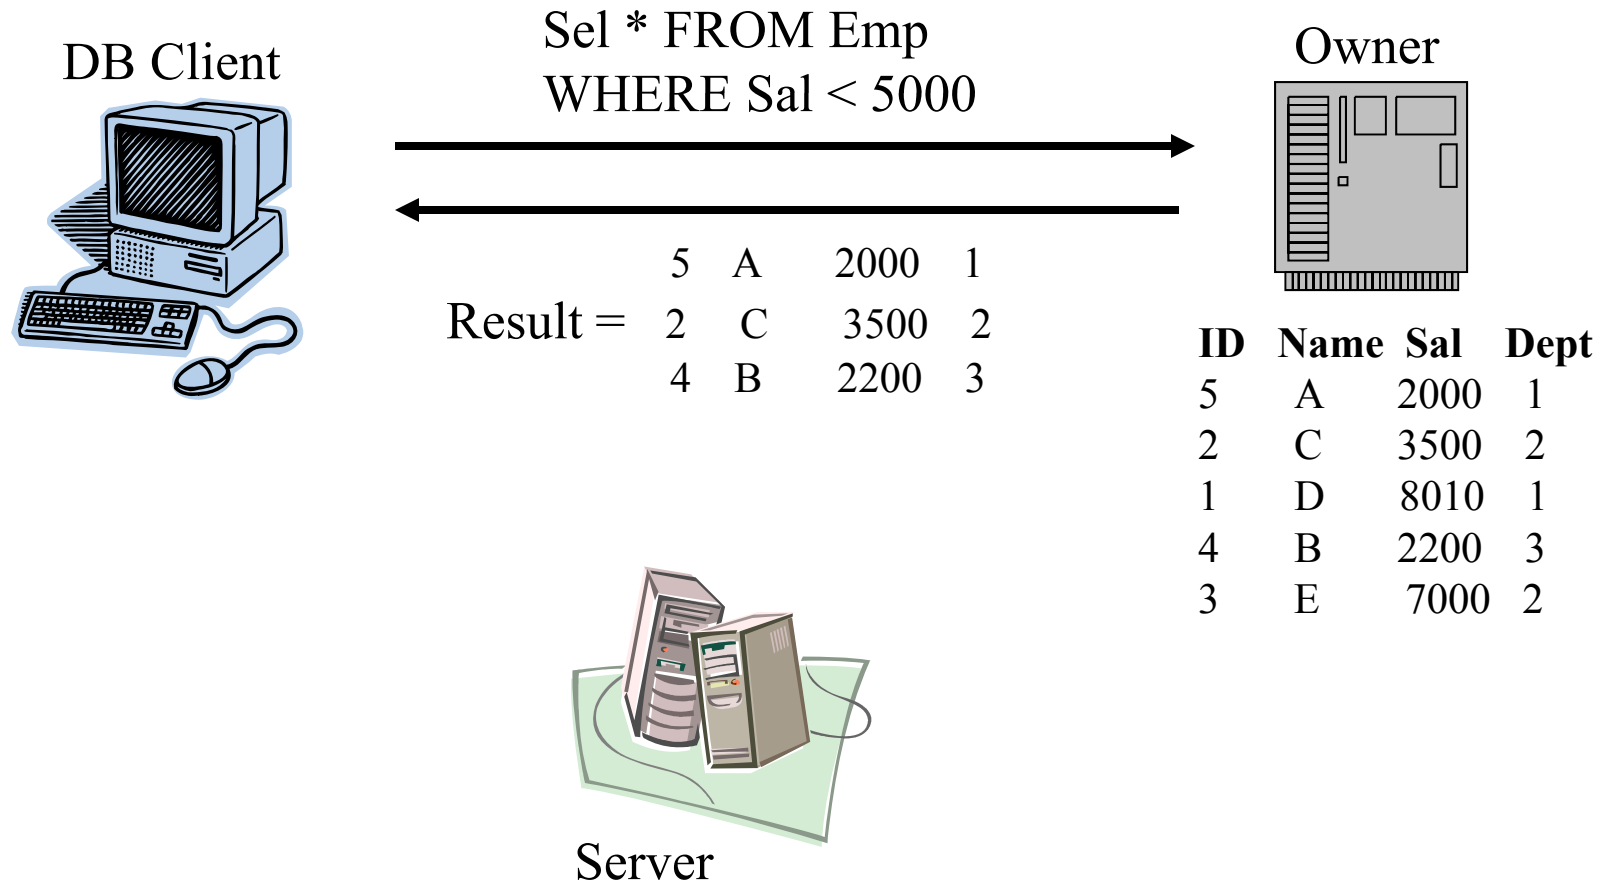 DB Client
Sel * FROM Emp
WHERE Sal < 5000
Owner
5 A 2000 1
Result = 2 C 3500 2
4 B 2200 3
ID Name Sal Dept
5 A 2000 1
2 C 3500 2
1 D 8010 1
4 B 2200 3
3 E 7000 2
Server